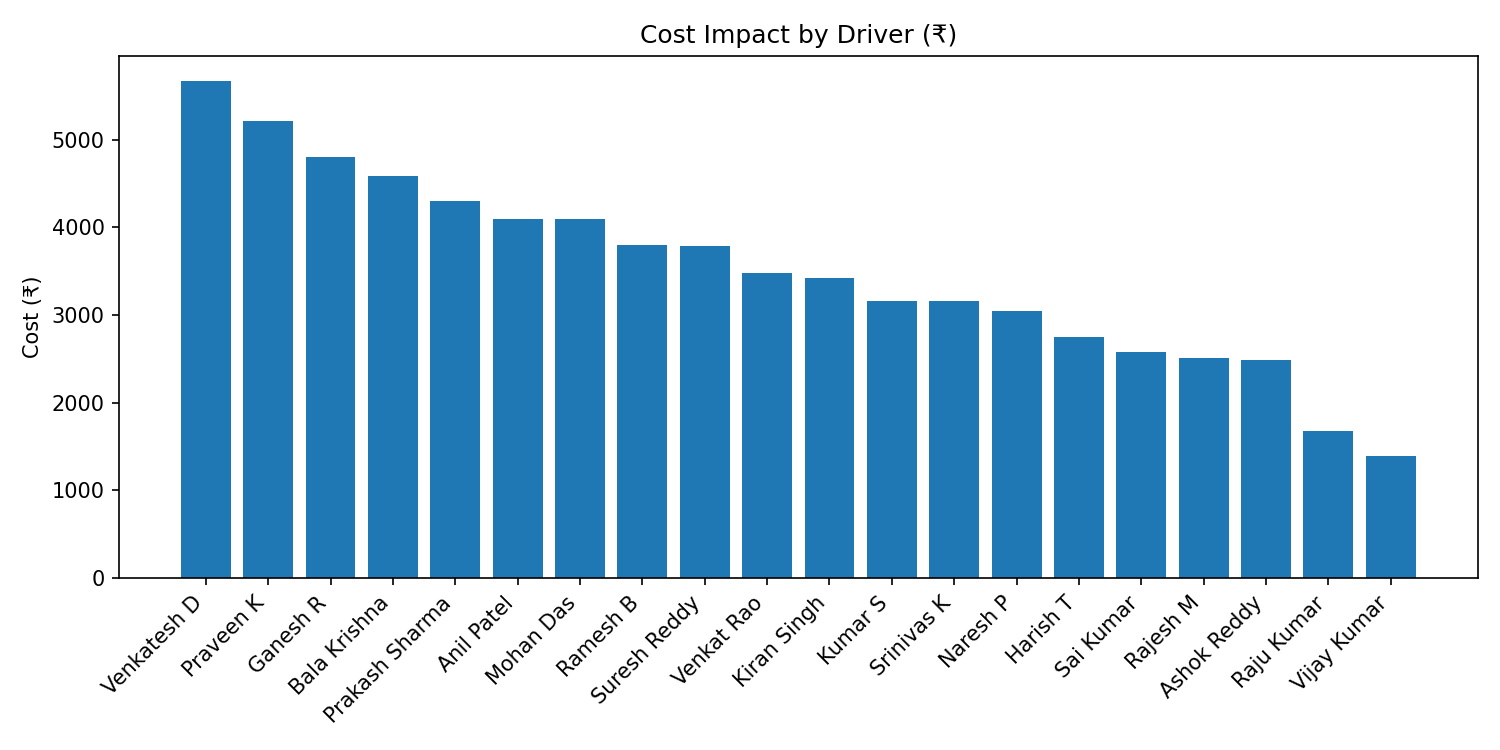 Cost Impact by Driver (₹)
Cost (₹)
5000
4000
3000
2000
1000
0
Venkatesh D
Praveen K
Ganesh R
Bala Krishna
Prakash Sharma
Anil Patel
Mohan Das
Ramesh B
Suresh Reddy
Venkat Rao
Kiran Singh
Kumar S
Srinivas K
Naresh P
Harish T
Sai Kumar
Rajesh M
Ashok Reddy
Raju Kumar
Vijay Kumar